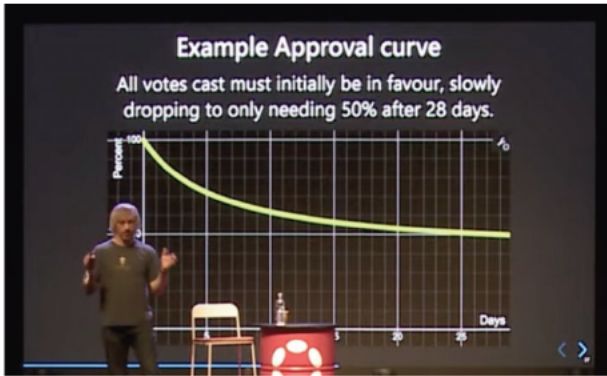 Example Approval curve
All votes cast must initially be in favour, slowly
dropping to only needing 50% after 28 days.
100
Percent
Days
20
25